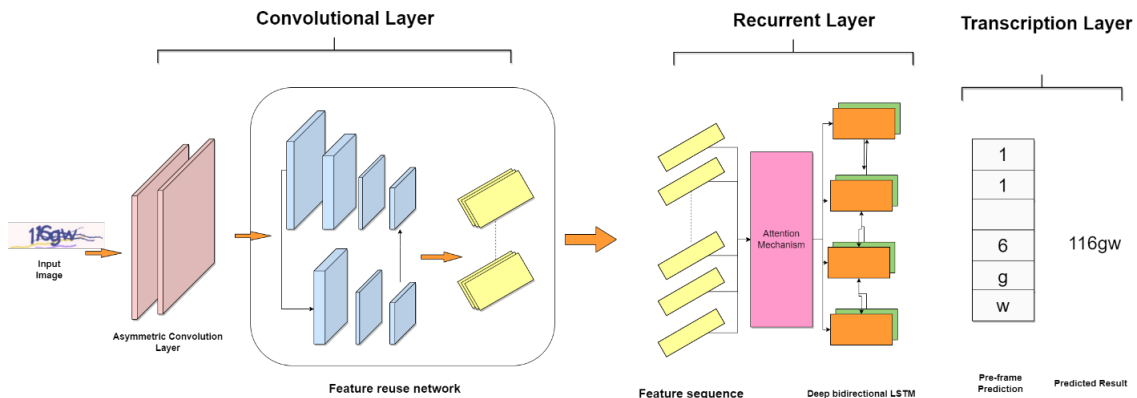 Convolutional Layer
Recurrent Layer
Transcription Layer
116gw
Input
Image
Asymmetric Convolution
Layer
Feature reuse network
Attention
Mechanism
Feature sequence
Deep bidirectional LSTM
1
1
6
g
w
116gw
Pre-frame
Prediction
Predicted Result